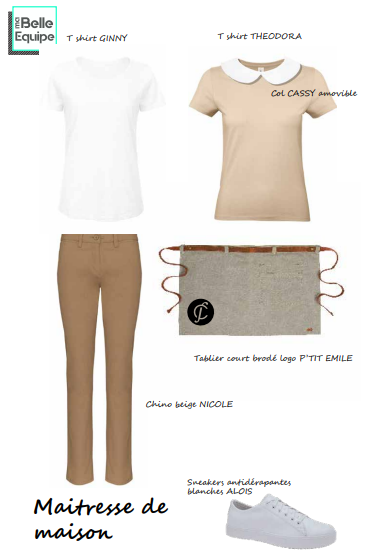 ma
Belle
Equipe
T shirt GINNY
T shirt THEODORA
Col CASSY amovible
Tablier court brodé logo P'TIT EMILE
Chino beige NICOLE
Sneakers antidérapantes
blanches ALOIS
Maitresse de
maison